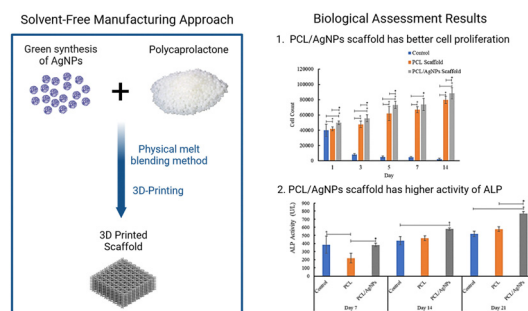 Solvent-Free Manufacturing Approach
Green synthesis
of AgNPs
Polycaprolactone
+
Physical melt
blending method
3D-Printing
3D Printed
Scaffold
Biological Assessment Results
1. PCL/AgNPs scaffold has better cell proliferation
Control
PCL Scaffold
PCL/AgNPs Scaffold
Cell Count
120000
100000
80000
60000
40000
20000
0
1 3 5 7 14
Day
2. PCL/AgNPs scaffold has higher activity of ALP
ALP Activity (U/L)
900
800
700
600
500
400
300
200
100
0
Control PCL PCL/AgNPs Control PCL PCL/AgNPs Control PCL PCL/AgNPs
Day 7 Day 14 Day 21